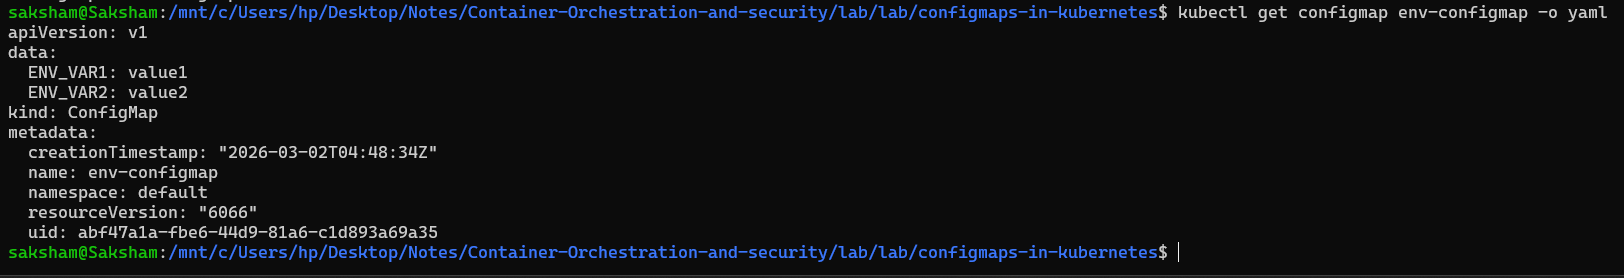 saksham@Saksham:/mnt/c/Users/hp/Desktop/Notes/Container-Orchestration-and-security/lab/lab/configmaps-in-kubernetes$ kubectl get configmap env-configmap -o yaml
apiVersion: v1
data:
  ENV_VAR1: value1
  ENV_VAR2: value2
kind: ConfigMap
metadata:
  creationTimestamp: "2026-03-02T04:48:34Z"
  name: env-configmap
  namespace: default
  resourceVersion: "6066"
  uid: abf47a1a-fbe6-44d9-81a6-c1d893a69a35
saksham@Saksham:/mnt/c/Users/hp/Desktop/Notes/Container-Orchestration-and-security/lab/lab/configmaps-in-kubernetes$